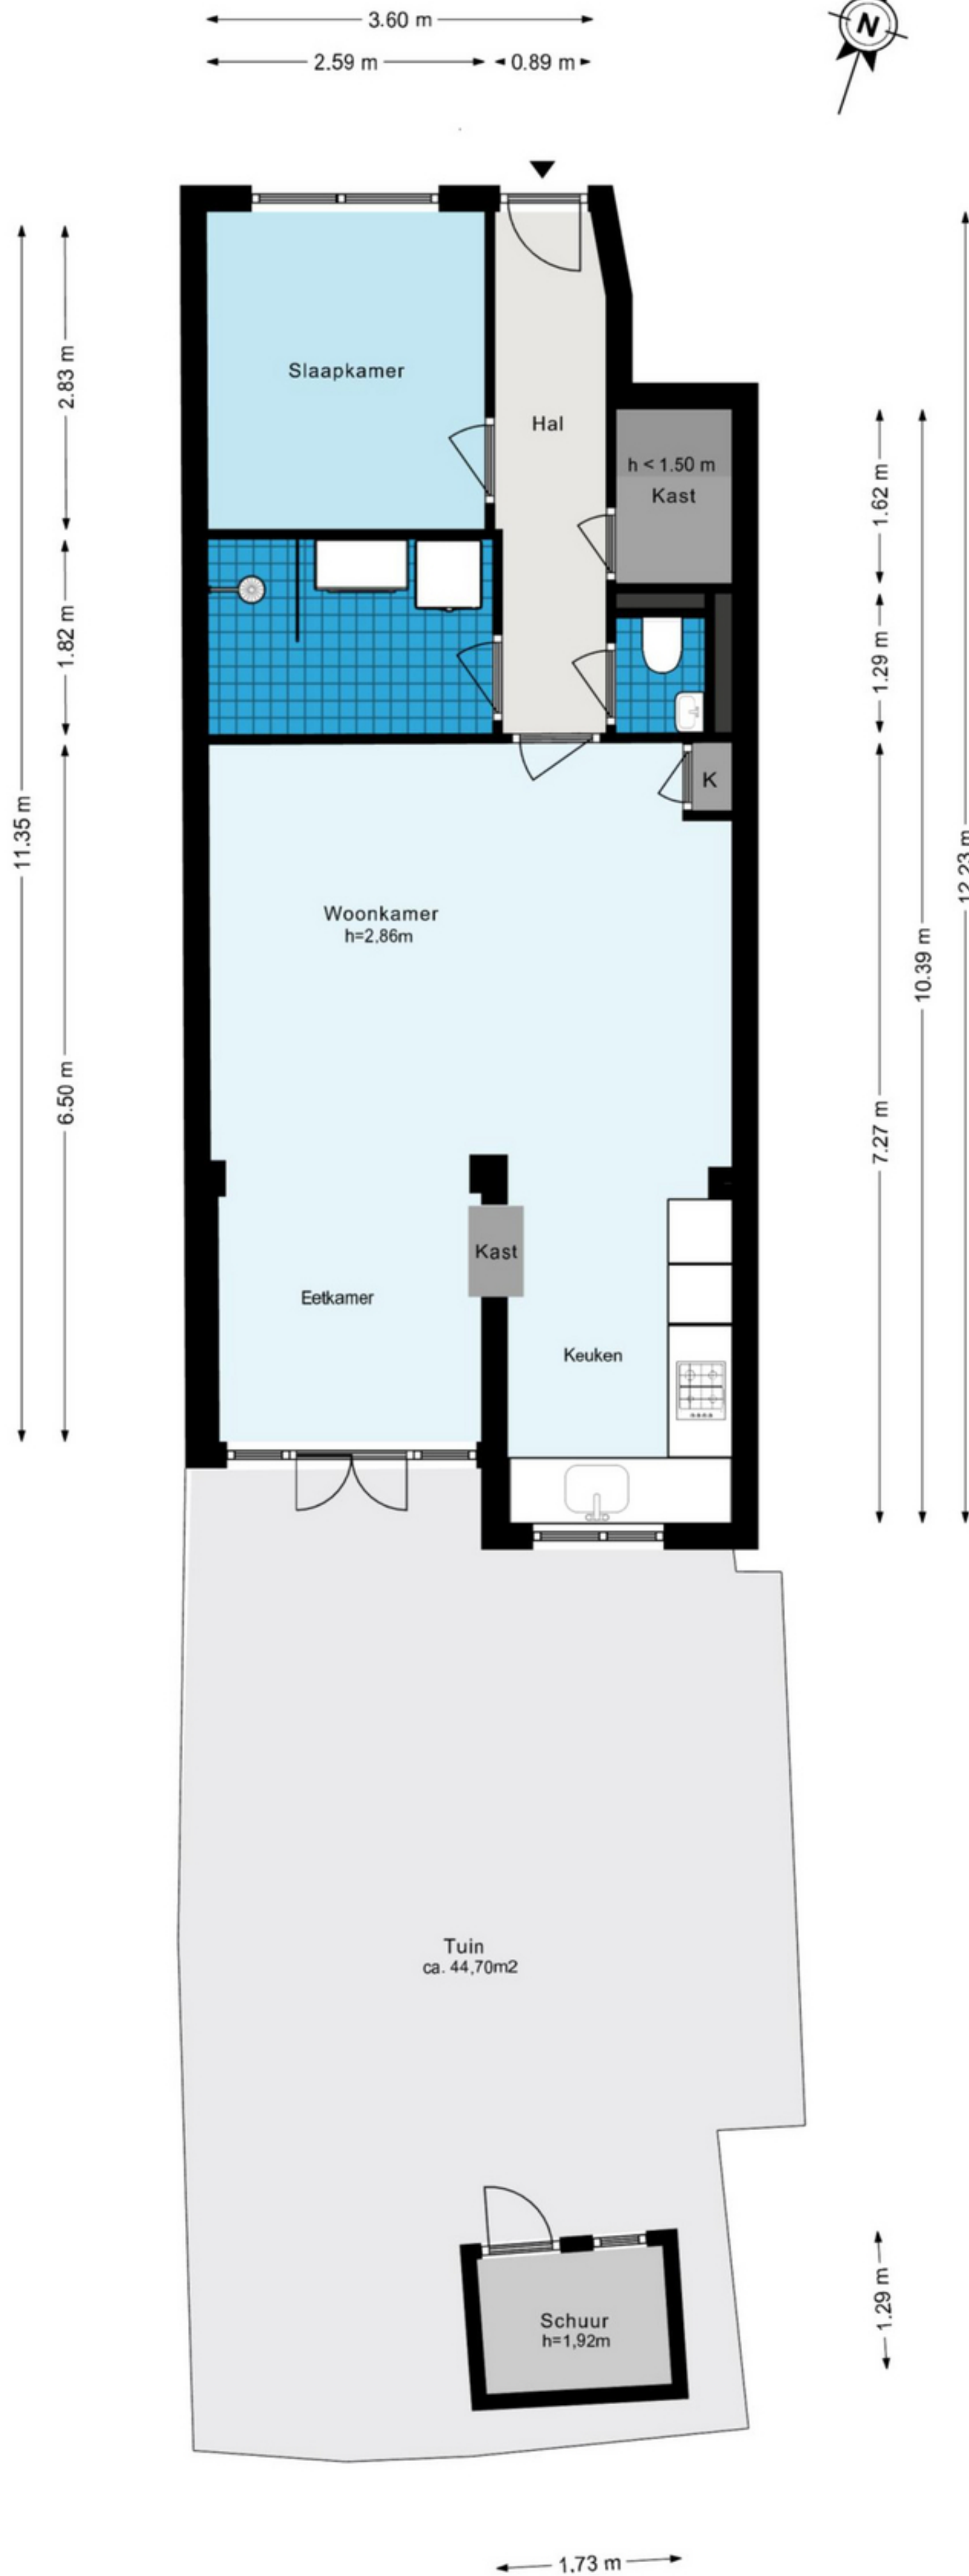 3.60 m
N
2.59 m
0.89 m
Slaapkamer
2.83 m
Hal
h < 1.50 m
Kast
1.62 m
1.82 m
1.29 m
K
11.35 m
12.23 m
Woonkamer
h=2,86m
10.39 m
6.50 m
7.27 m
Kast
Eetkamer
Keuken
Tuin
ca. 44,70m2
Schuur
h=1,92m
1.29 m
1.73 m